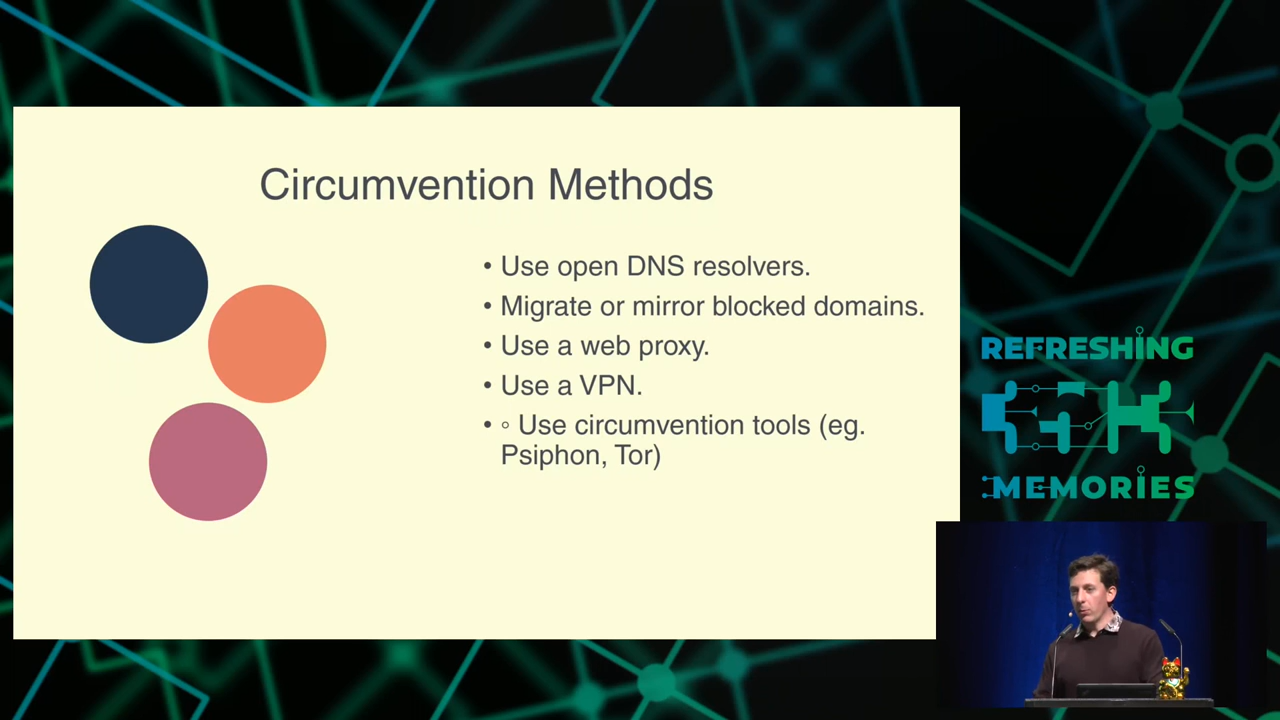 Circumvention Methods
• Use open DNS resolvers.
• Migrate or mirror blocked domains.
• Use a web proxy.
• Use a VPN.
• ◦ Use circumvention tools (eg.
Psiphon, Tor)
REFRESHING
35C3
MEMORIES